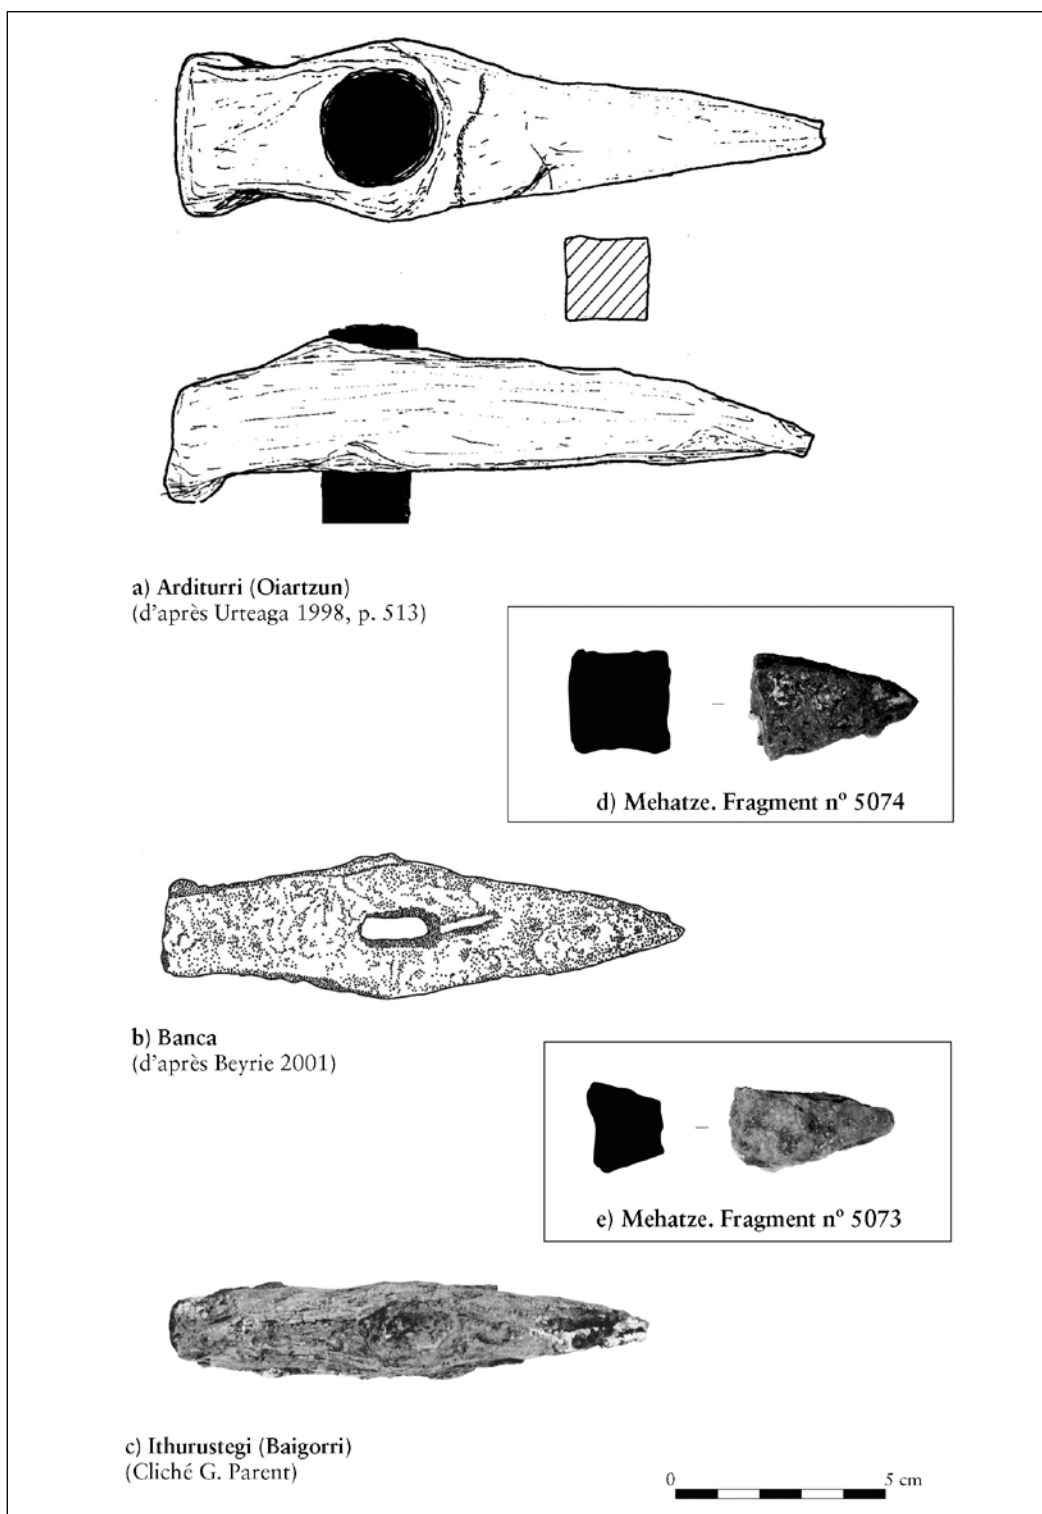 a) Arditurri (Oiartzun)
(d'après Urteaga 1998, p. 513)
d) Mehatze. Fragment nº 5074
b) Banca
(d'après Beyrie 2001)
e) Mehatze. Fragment nº 5073
c) Ithurustegi (Baigorri)
(Cliché G. Parent)
0 5 cm